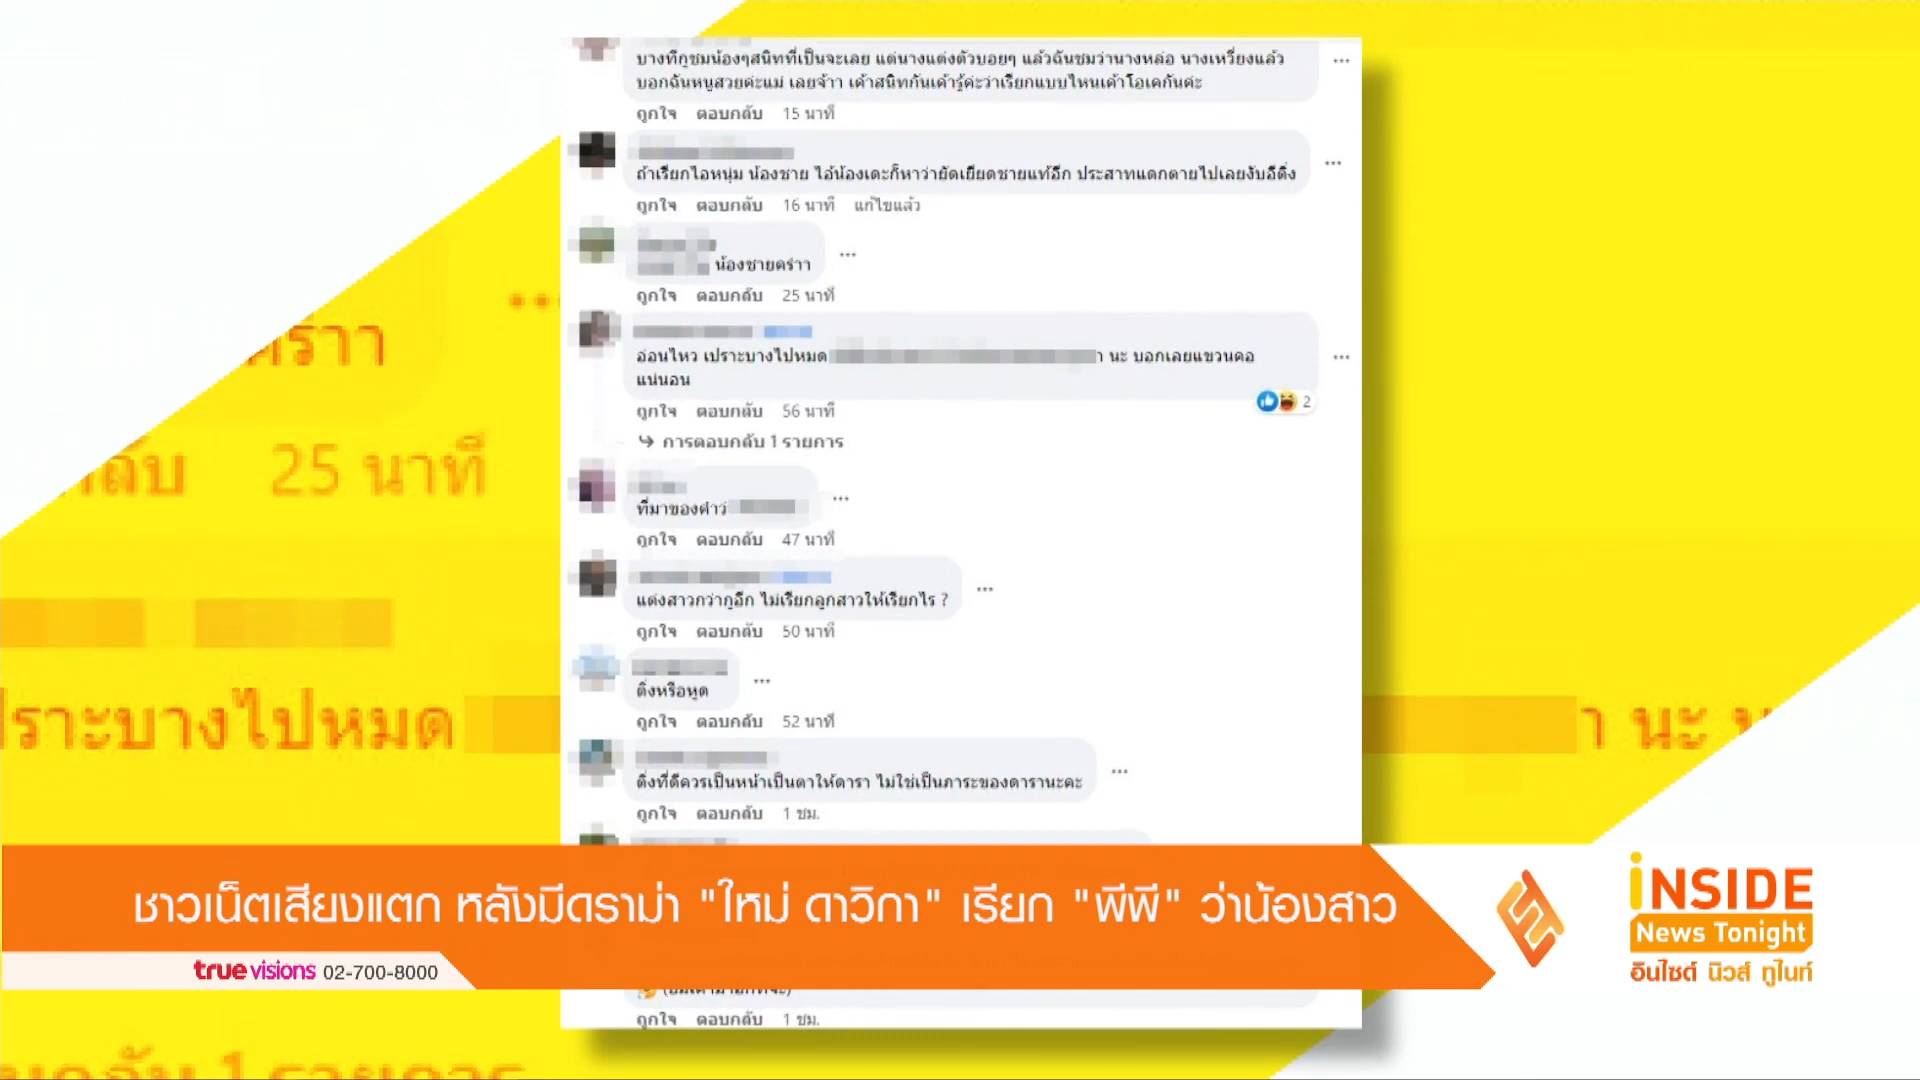 บางทีกูชมน้องๆสนิทที่เป็นจะเลย แต่นางแต่งตัวบอยๆ แล้วฉันชมว่านางหล่อ นางเหวี่ยงแล้ว
บอกฉันหนูสวยค่ะแม่ เลยจ้าา เค้าสนิทกันเค้ารู้ค่ะว่าเรียกแบบไหนเค้าโอเคกันค่ะ
ถูกใจ ตอบกลับ 15 นาที
ถ้าเรียกไอหนุ่ม น้องชาย ไอ้น้องเตะก็หาว่ายัดเยียดชายแท้อีก ประสาทแดกตายไปเลยงับอีติ่ง
ถูกใจ ตอบกลับ 16 นาที แก้ไขแล้ว
น้องชายคร่าา
ถูกใจ ตอบกลับ 25 นาที
อ่อนไหว เปราะบางไปหมด า นะ บอกเลยแขวนคอ
แน่นอน
2
ถูกใจ ตอบกลับ 56 นาที
การตอบกลับ 1 รายการ
ที่มาของคำว่
ถูกใจ ตอบกลับ 47 นาที
แต่งสาวกว่ากูอีก ไม่เรียกลูกสาวให้เรียกไร ?
ถูกใจ ตอบกลับ 50 นาที
ติ่งหรือหูด
ถูกใจ ตอบกลับ 52 นาที
ติ่งที่ดีควรเป็นหน้าเป็นตาให้ดารา ไม่ใช่เป็นภาระของดารานะคะ
ถูกใจ ตอบกลับ 1 ชม.
ชาวเน็ตเสียงแตก หลังมีดราม่า "ใหม่ ดาวิกา" เรียก "พีพี" ว่าน้องสาว
truevisions 02-700-8000
iNSIDE
News Tonight
อินไซด์ นิวส์ ทูไนท์
ถูกใจ ตอบกลับ 1 ชม.